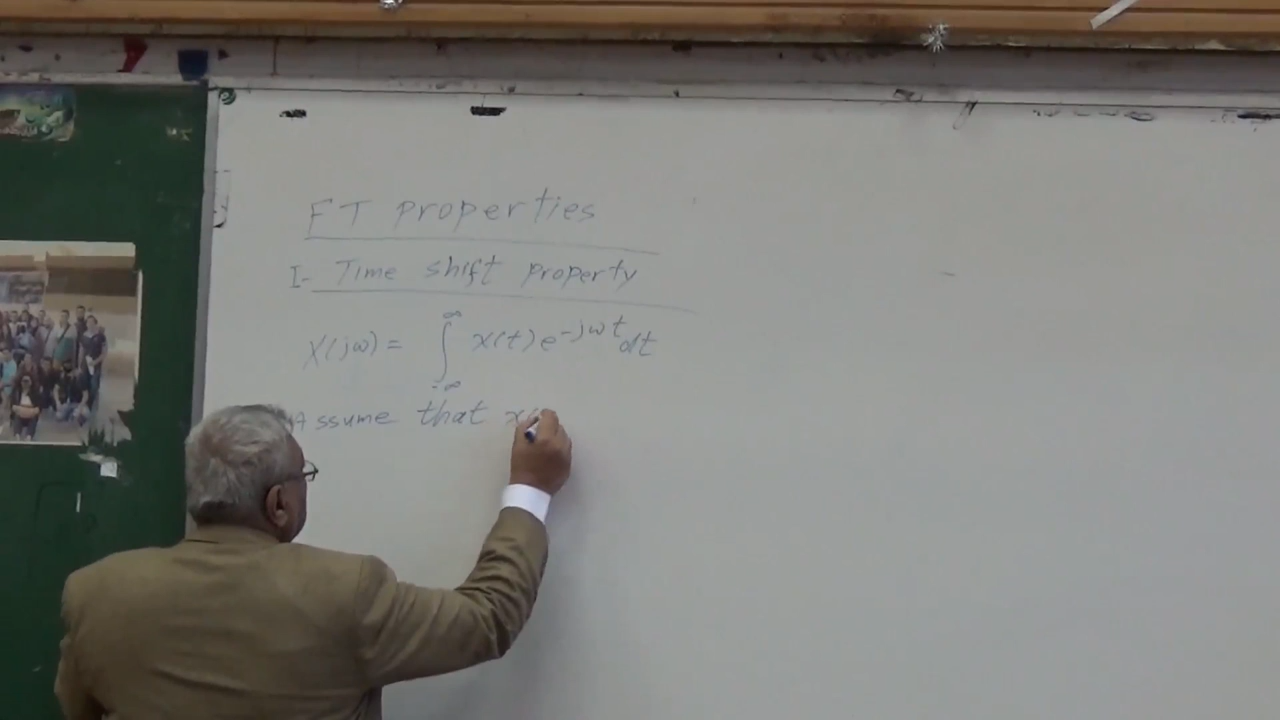 FT properties
I- Time shift property
X(jω) = ∫_{-∞}^{∞} x(t) e^{-jωt} dt
Assume that x(